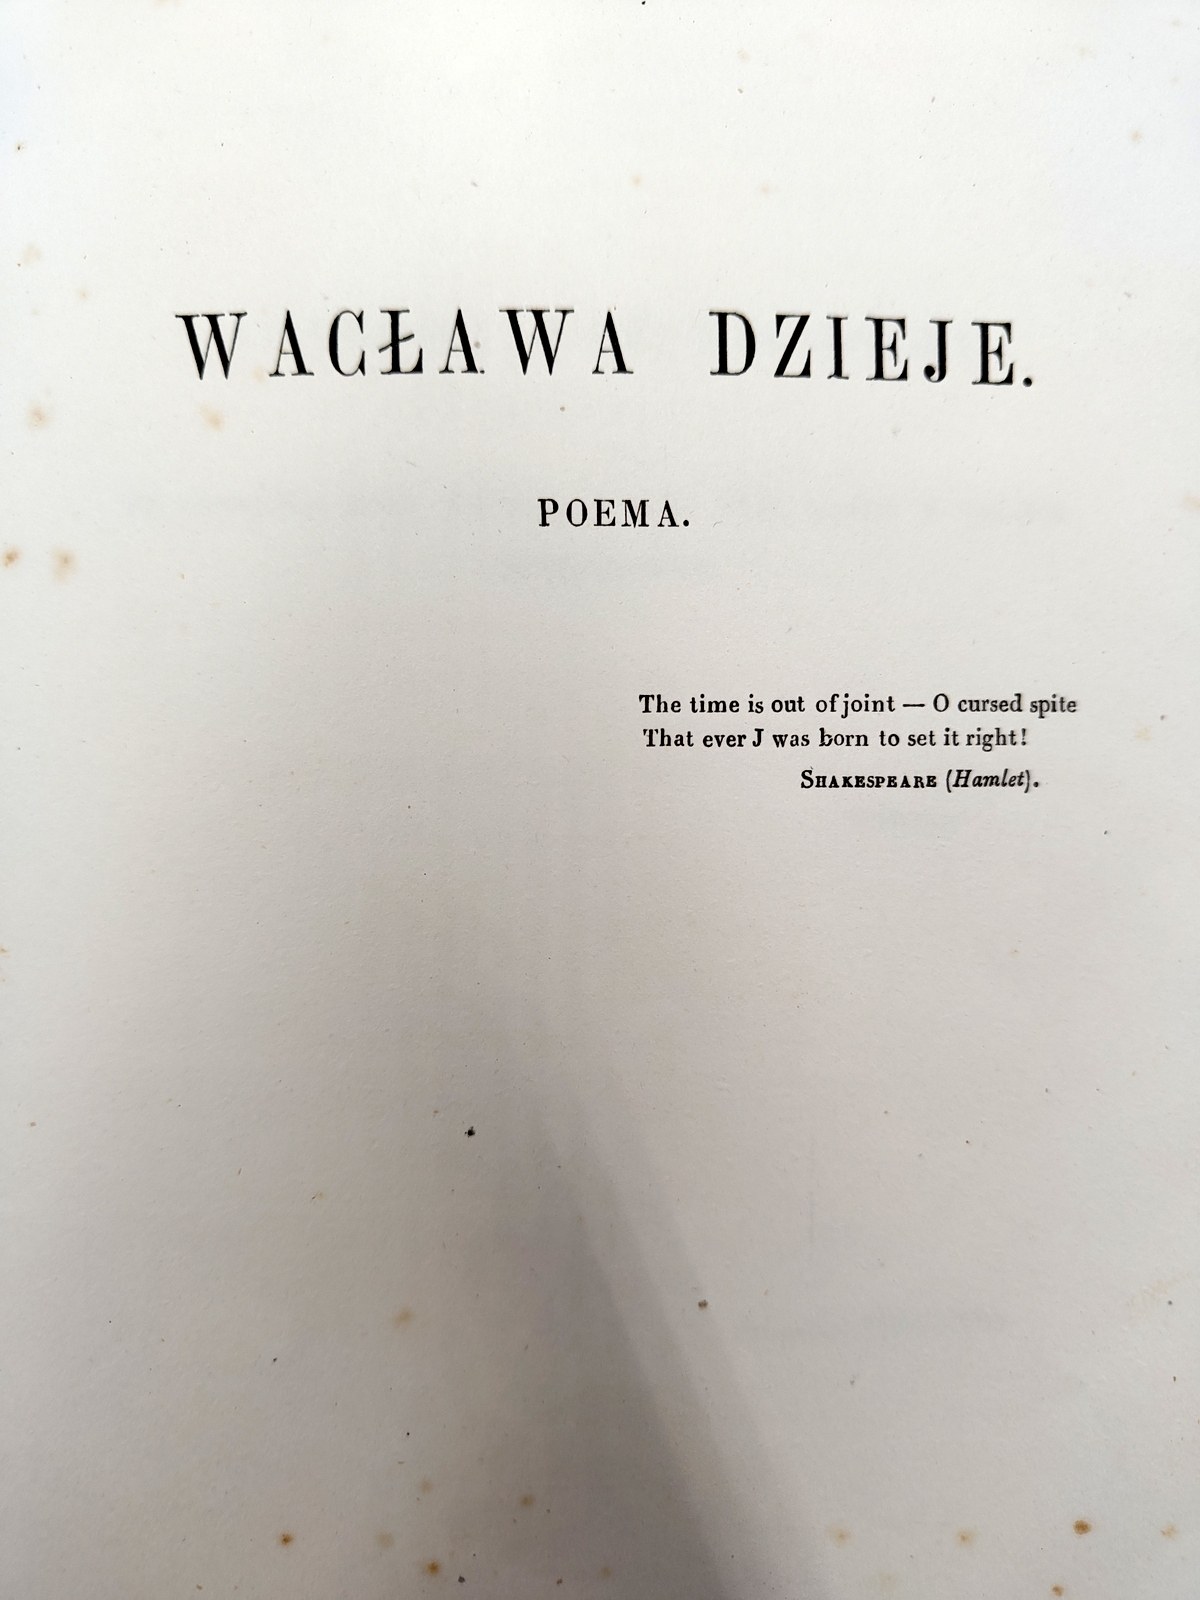 WACŁAWA DZIEJE.
POEMA.
The time is out of joint — O cursed spite
That ever J was born to set it right!
SHAKESPEARE (Hamlet).